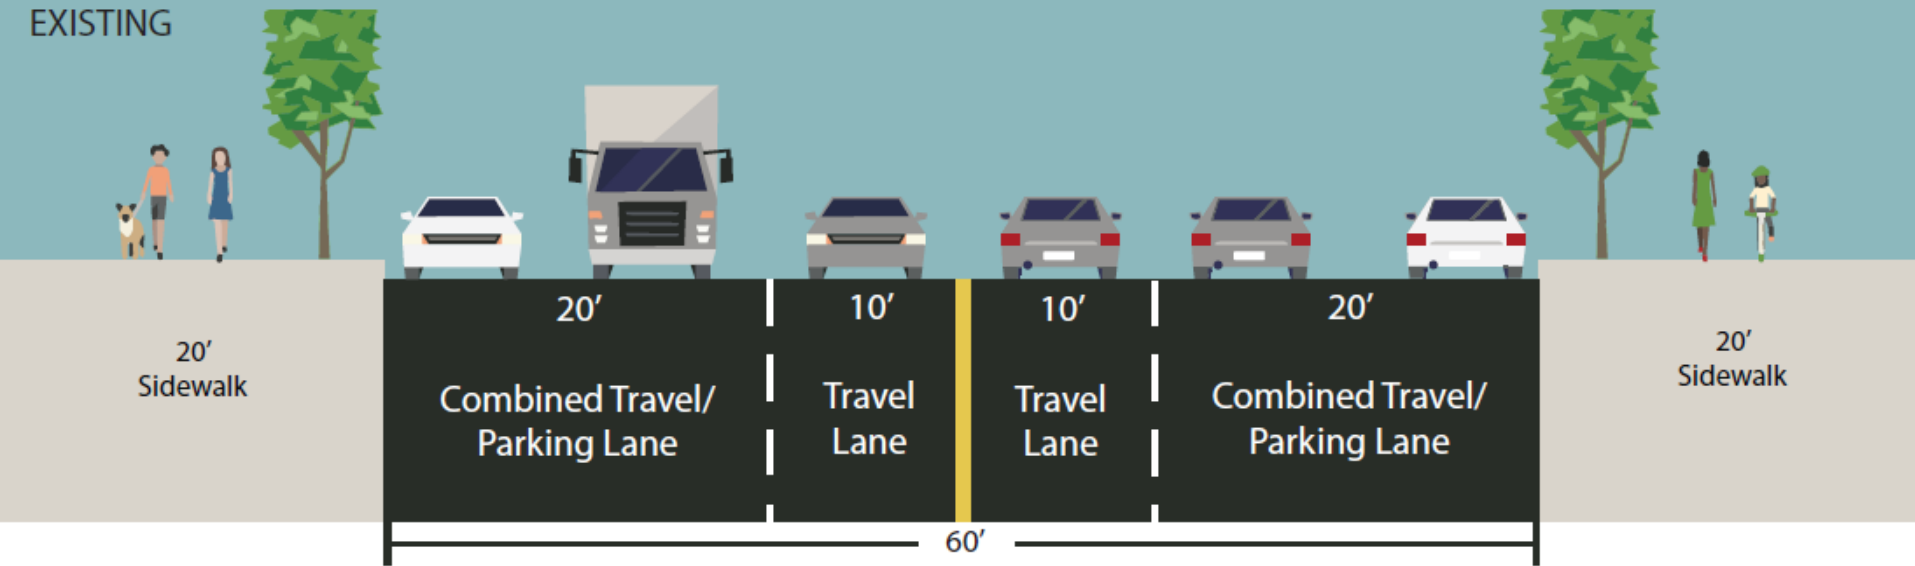 EXISTING
20’
Sidewalk
20’
Combined Travel/
Parking Lane
10’
Travel
Lane
10’
Travel
Lane
20’
Combined Travel/
Parking Lane
20’
Sidewalk
60’